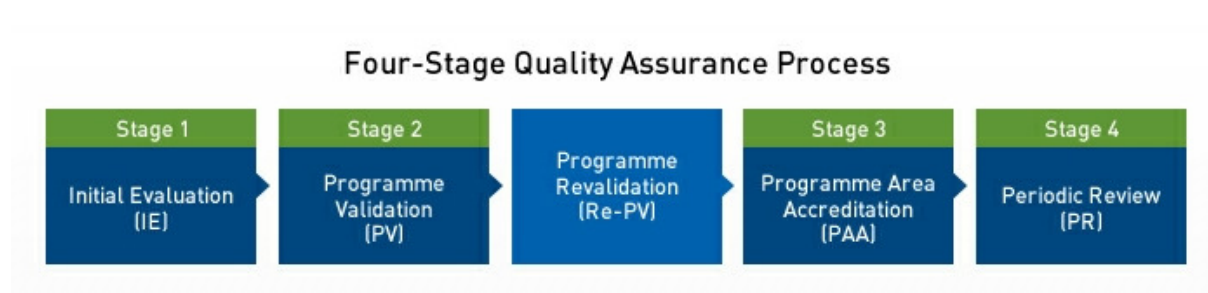 Four-Stage Quality Assurance Process
Stage 1
Initial Evaluation
(IE)
Stage 2
Programme
Validation
(PV)
Programme
Revalidation
(Re-PV)
Stage 3
Programme Area
Accreditation
(PAA)
Stage 4
Periodic Review
(PR)